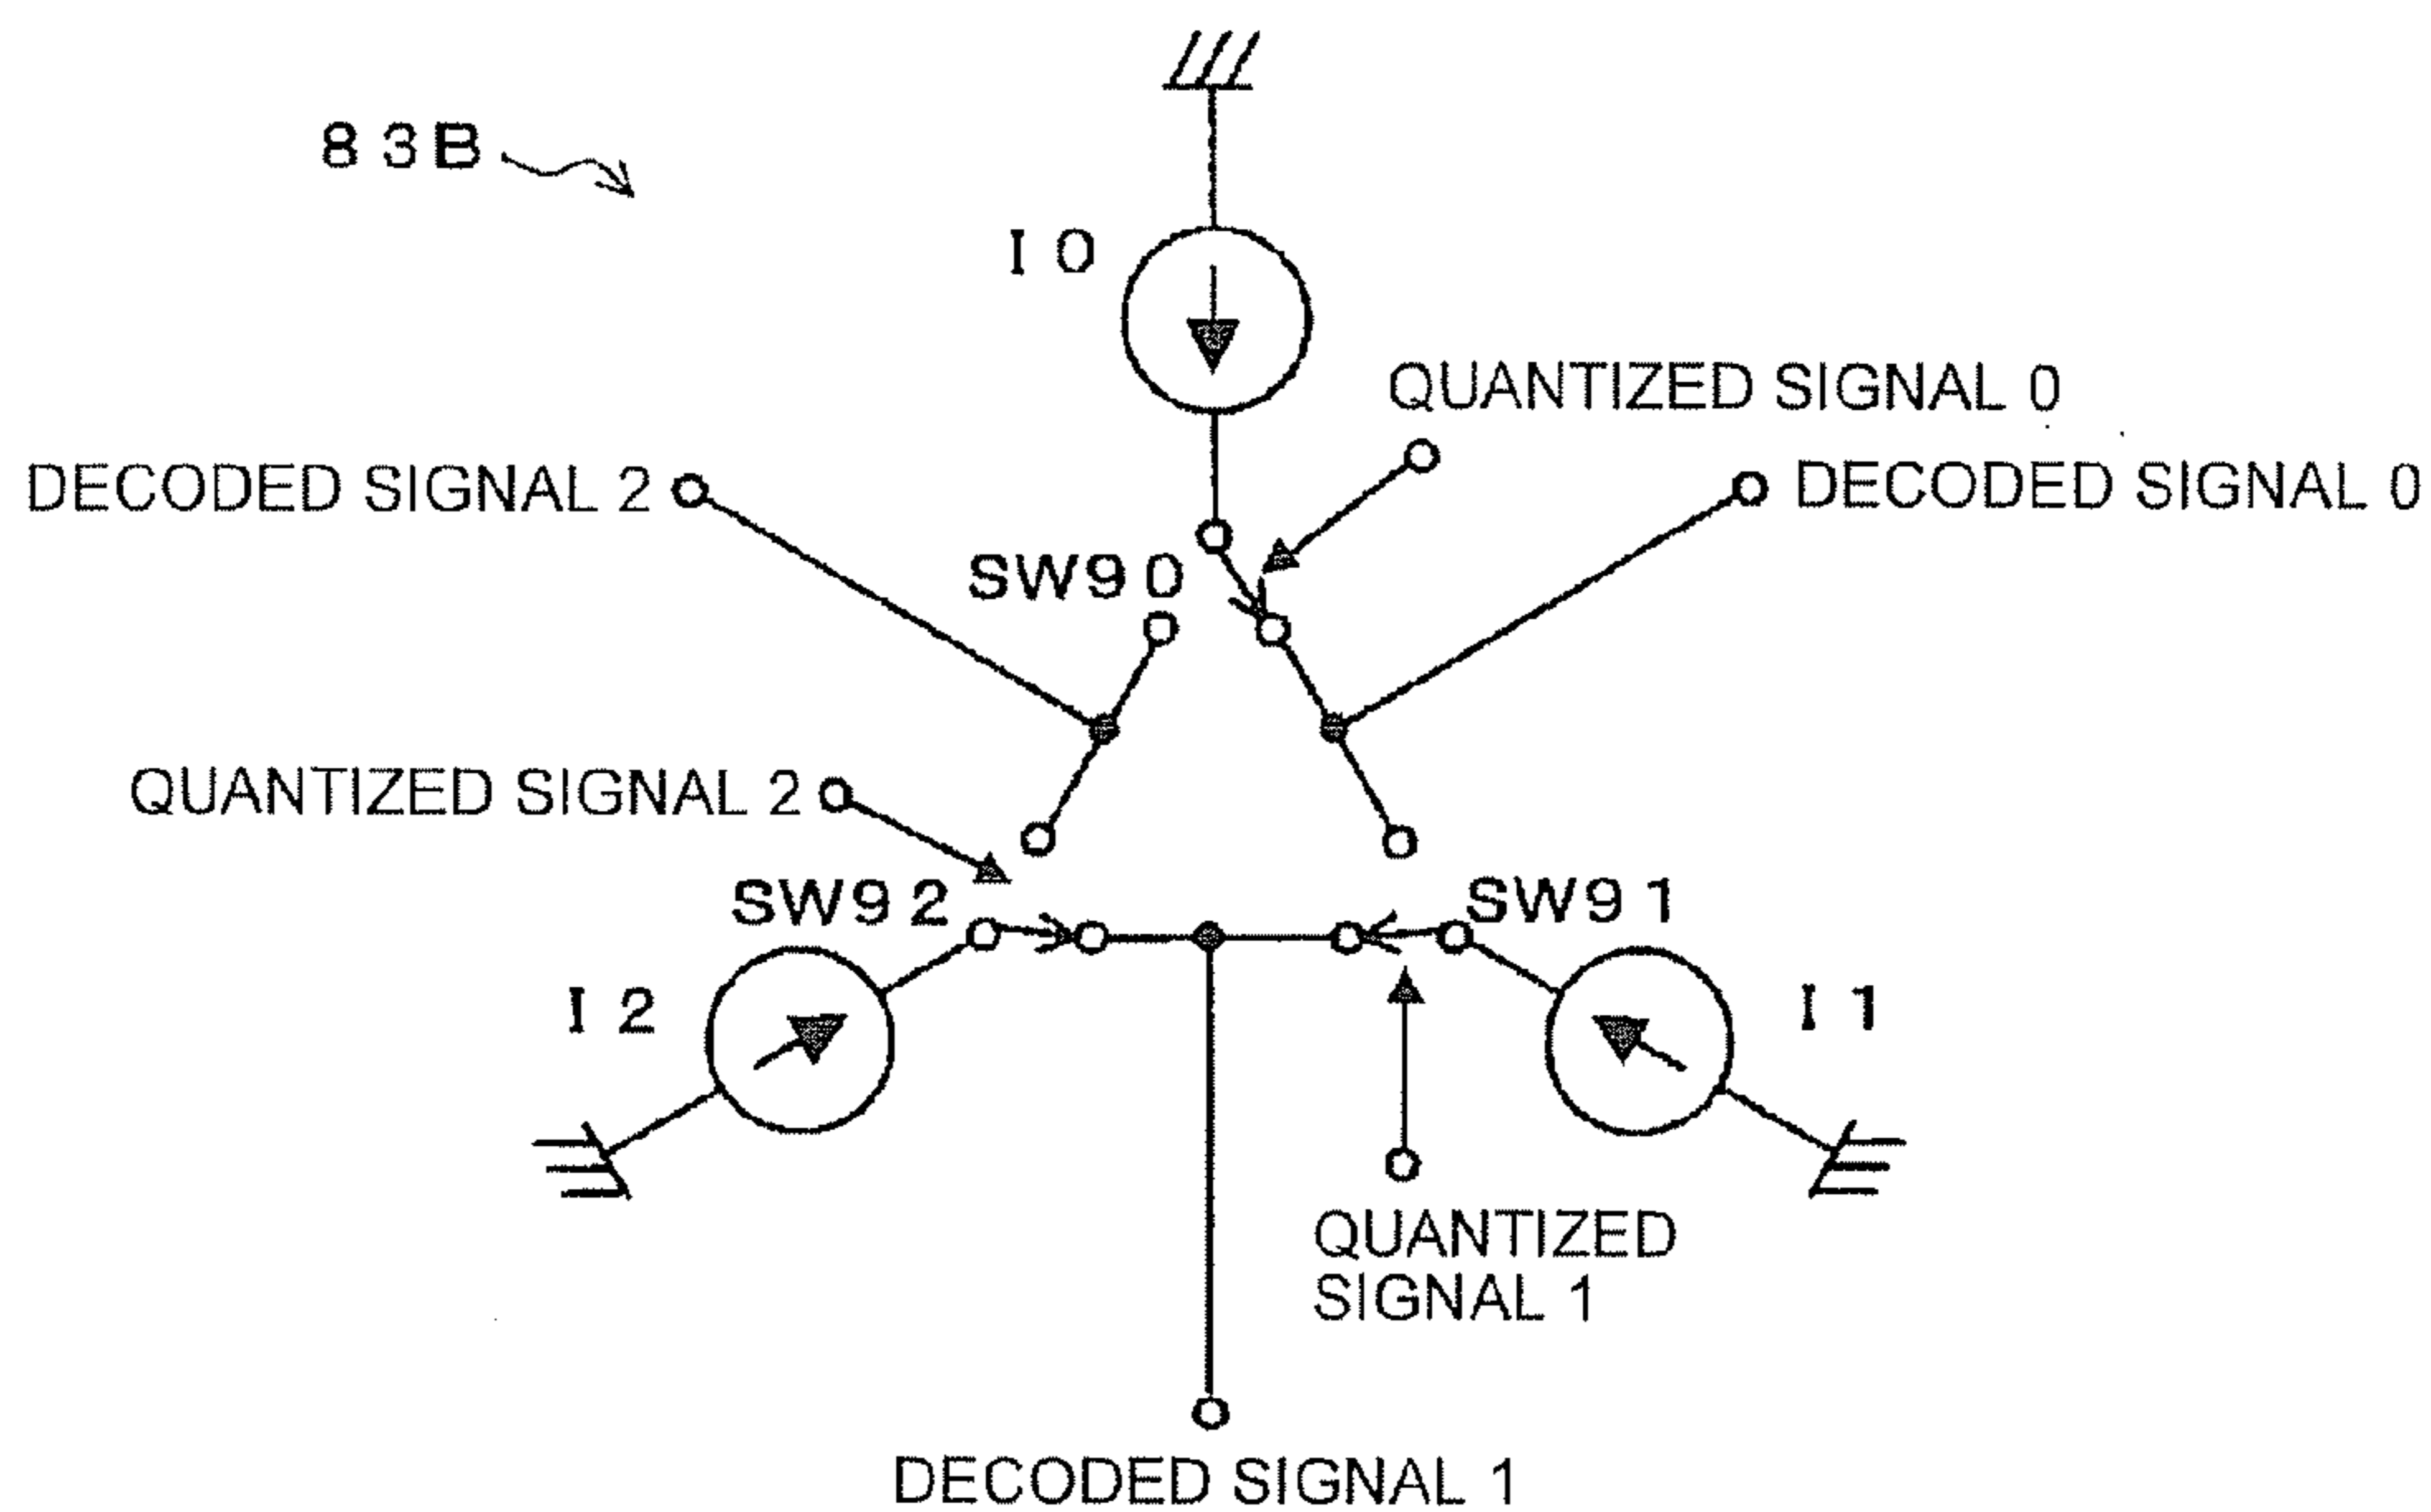 83B
I0
QUANTIZED SIGNAL 0
DECODED SIGNAL 2
DECODED SIGNAL 0
SW90
QUANTIZED SIGNAL 2
SW92
SW91
I2
I1
QUANTIZED
SIGNAL 1
DECODED SIGNAL 1